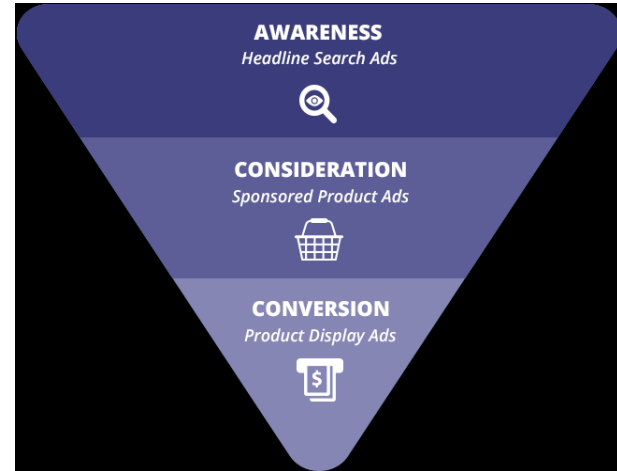 AWARENESS
Headline Search Ads
CONSIDERATION
Sponsored Product Ads
CONVERSION
Product Display Ads
$